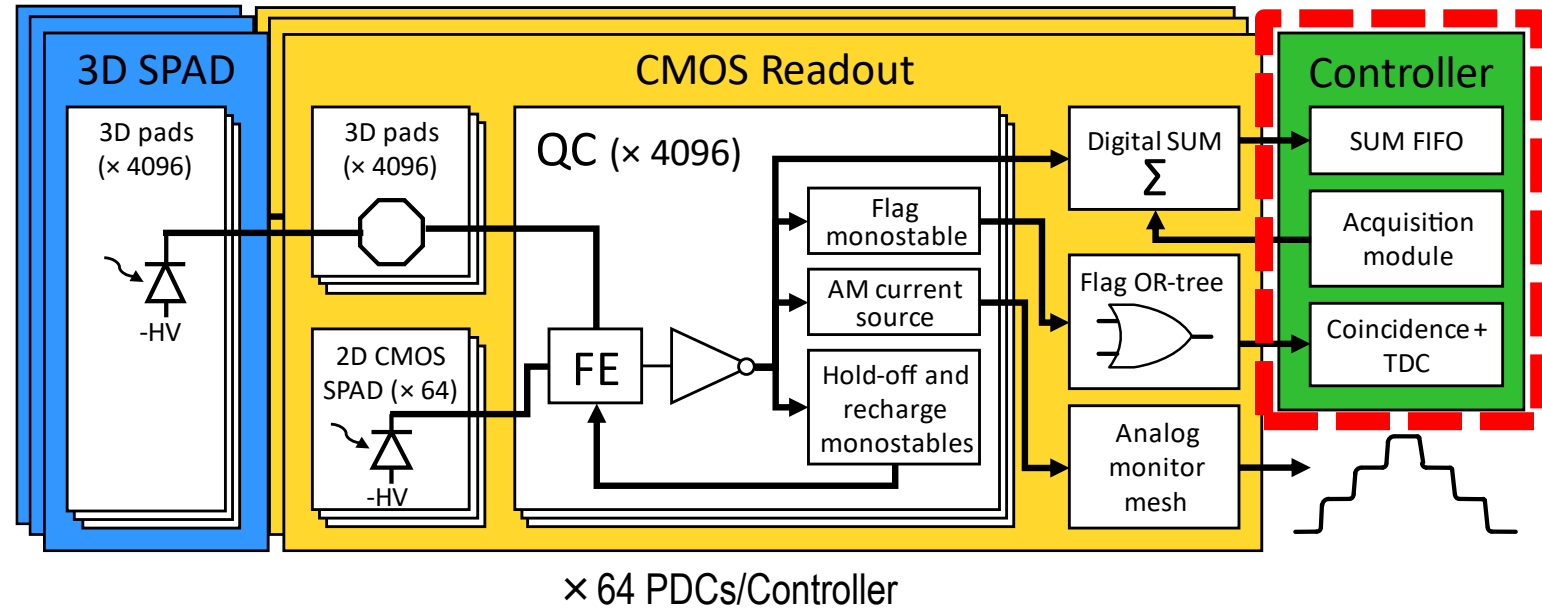 3D SPAD
3D pads
(× 4096)
-HV
CMOS Readout
3D pads
(× 4096)
2D CMOS
SPAD (× 64)
-HV
QC (× 4096)
FE
Flag
monostable
AM current
source
Hold-off and
recharge
monostables
Digital SUM
Σ
Flag OR-tree
Analog
monitor
mesh
Controller
SUM FIFO
Acquisition
module
Coincidence +
TDC
× 64 PDCs/Controller